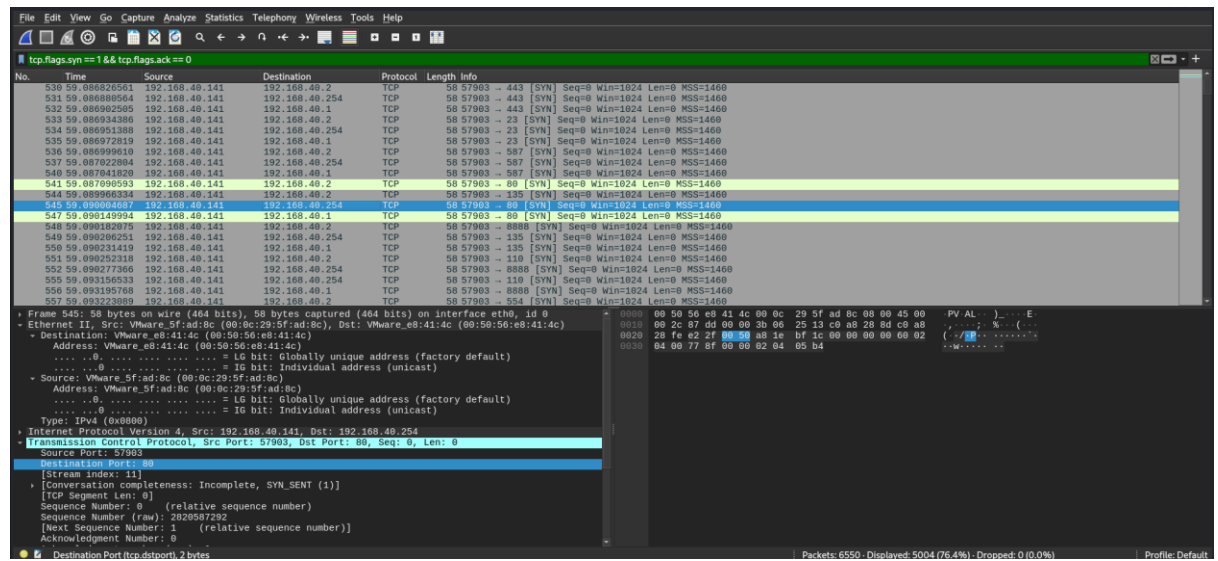 File Edit View Go Capture Analyze Statistics Telephony Wireless Tools Help
tcp.flags.syn == 1 && tcp.flags.ack == 0
No. Time Source Destination Protocol Length Info
530 59.086826561 192.168.40.141 192.168.40.2 TCP 58 57903 → 443 [SYN] Seq=0 Win=1024 Len=0 MSS=1460
531 59.086880564 192.168.40.141 192.168.40.254 TCP 58 57903 → 443 [SYN] Seq=0 Win=1024 Len=0 MSS=1460
532 59.086902505 192.168.40.141 192.168.40.1 TCP 58 57903 → 443 [SYN] Seq=0 Win=1024 Len=0 MSS=1460
533 59.086934386 192.168.40.141 192.168.40.2 TCP 58 57903 → 23 [SYN] Seq=0 Win=1024 Len=0 MSS=1460
534 59.086951388 192.168.40.141 192.168.40.254 TCP 58 57903 → 23 [SYN] Seq=0 Win=1024 Len=0 MSS=1460
535 59.086972819 192.168.40.141 192.168.40.1 TCP 58 57903 → 23 [SYN] Seq=0 Win=1024 Len=0 MSS=1460
536 59.086999610 192.168.40.141 192.168.40.2 TCP 58 57903 → 587 [SYN] Seq=0 Win=1024 Len=0 MSS=1460
537 59.087022804 192.168.40.141 192.168.40.254 TCP 58 57903 → 587 [SYN] Seq=0 Win=1024 Len=0 MSS=1460
540 59.087041820 192.168.40.141 192.168.40.1 TCP 58 57903 → 587 [SYN] Seq=0 Win=1024 Len=0 MSS=1460
541 59.087090593 192.168.40.141 192.168.40.2 TCP 58 57903 → 80 [SYN] Seq=0 Win=1024 Len=0 MSS=1460
544 59.089966334 192.168.40.141 192.168.40.2 TCP 58 57903 → 135 [SYN] Seq=0 Win=1024 Len=0 MSS=1460
545 59.090004687 192.168.40.141 192.168.40.254 TCP 58 57903 → 80 [SYN] Seq=0 Win=1024 Len=0 MSS=1460
547 59.090149994 192.168.40.141 192.168.40.1 TCP 58 57903 → 80 [SYN] Seq=0 Win=1024 Len=0 MSS=1460
548 59.090182075 192.168.40.141 192.168.40.2 TCP 58 57903 → 8888 [SYN] Seq=0 Win=1024 Len=0 MSS=1460
549 59.090206251 192.168.40.141 192.168.40.254 TCP 58 57903 → 135 [SYN] Seq=0 Win=1024 Len=0 MSS=1460
550 59.090231419 192.168.40.141 192.168.40.1 TCP 58 57903 → 135 [SYN] Seq=0 Win=1024 Len=0 MSS=1460
551 59.090252318 192.168.40.141 192.168.40.2 TCP 58 57903 → 110 [SYN] Seq=0 Win=1024 Len=0 MSS=1460
552 59.090277366 192.168.40.141 192.168.40.254 TCP 58 57903 → 8888 [SYN] Seq=0 Win=1024 Len=0 MSS=1460
555 59.093156533 192.168.40.141 192.168.40.254 TCP 58 57903 → 110 [SYN] Seq=0 Win=1024 Len=0 MSS=1460
556 59.093195768 192.168.40.141 192.168.40.1 TCP 58 57903 → 8888 [SYN] Seq=0 Win=1024 Len=0 MSS=1460
557 59.093223089 192.168.40.141 192.168.40.2 TCP 58 57903 → 554 [SYN] Seq=0 Win=1024 Len=0 MSS=1460
Frame 545: 58 bytes on wire (464 bits), 58 bytes captured (464 bits) on interface eth0, id 0
Ethernet II, Src: VMware_5f:ad:8c (00:0c:29:5f:ad:8c), Dst: VMware_e8:41:4c (00:50:56:e8:41:4c)
Destination: VMware_e8:41:4c (00:50:56:e8:41:4c)
Address: VMware_e8:41:4c (00:50:56:e8:41:4c)
.... ..0. .... .... .... .... = LG bit: Globally unique address (factory default)
.... ...0 .... .... .... .... = IG bit: Individual address (unicast)
Source: VMware_5f:ad:8c (00:0c:29:5f:ad:8c)
Address: VMware_5f:ad:8c (00:0c:29:5f:ad:8c)
.... ..0. .... .... .... .... = LG bit: Globally unique address (factory default)
.... ...0 .... .... .... .... = IG bit: Individual address (unicast)
Type: IPv4 (0x0800)
Internet Protocol Version 4, Src: 192.168.40.141, Dst: 192.168.40.254
Transmission Control Protocol, Src Port: 57903, Dst Port: 80, Seq: 0, Len: 0
Source Port: 57903
Destination Port: 80
[Stream index: 11]
[Conversation completeness: Incomplete, SYN_SENT (1)]
[TCP Segment Len: 0]
Sequence Number: 0 (relative sequence number)
Sequence Number (raw): 2820587292
[Next Sequence Number: 1 (relative sequence number)]
Acknowledgment Number: 0
0000 00 50 56 e8 41 4c 00 0c 29 5f ad 8c 08 00 45 00 ·PV·AL·· )_····E·
0010 00 2c 87 dd 00 00 3b 06 25 13 c0 a8 28 8d c0 a8 ·,····;· %···(···
0020 28 fe e2 2f 00 50 a8 1e bf 1c 00 00 00 00 60 02 (··/·P·· ······`·
0030 04 00 77 8f 00 00 02 04 05 b4 ··w····· ··
Destination Port (tcp.dstport), 2 bytes
Packets: 6550 · Displayed: 5004 (76.4%) · Dropped: 0 (0.0%)
Profile: Default